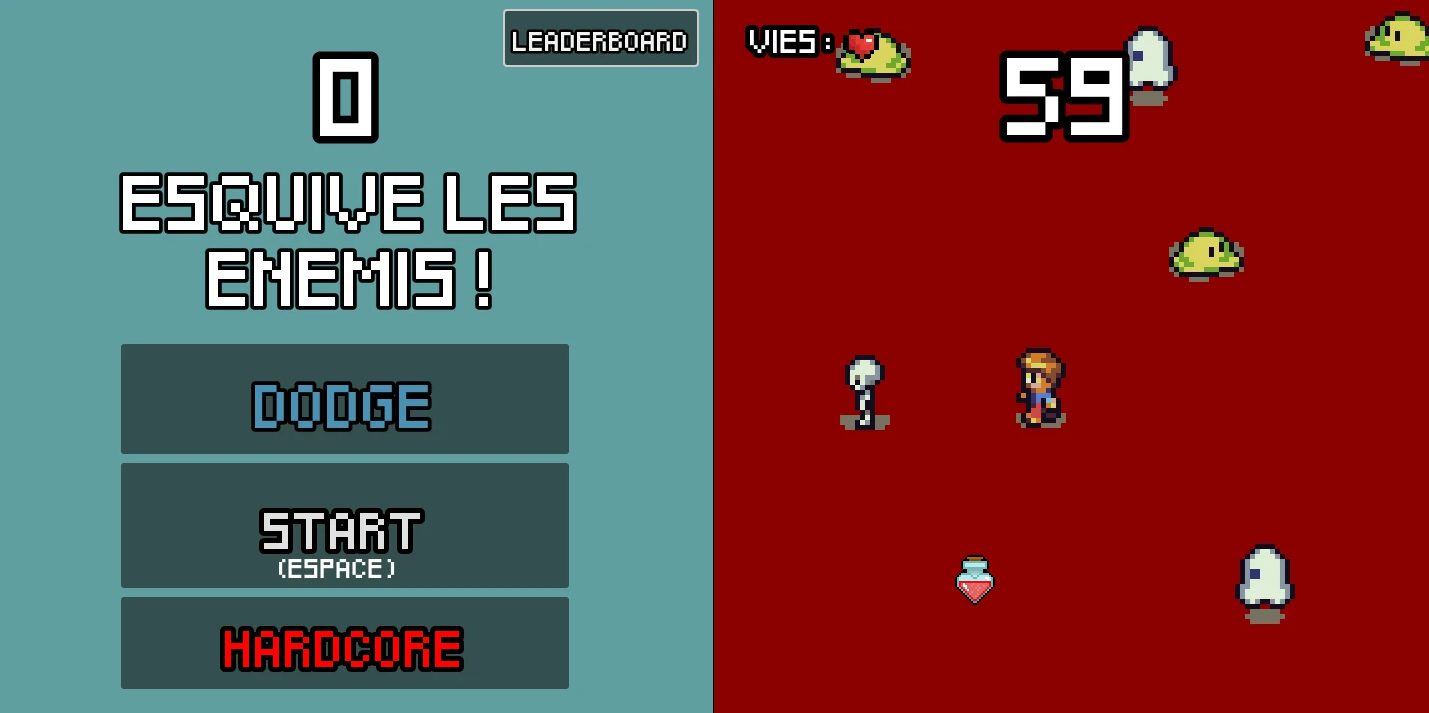 LEADERBOARD
0
ESQUIVE LES
ENEMIS !
DODGE
START
(ESPACE)
HARDCORE
VIES :
59